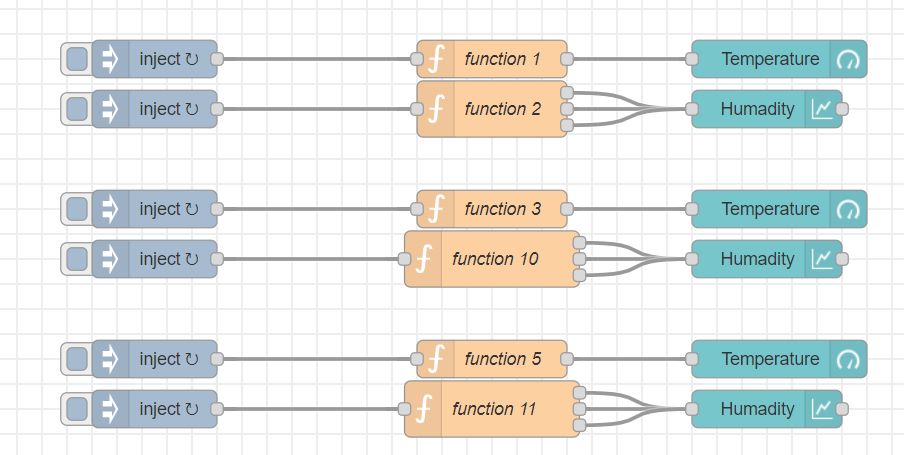 inject ↻ function 1 Temperature
inject ↻ function 2 Humadity
inject ↻ function 3 Temperature
inject ↻ function 10 Humadity
inject ↻ function 5 Temperature
inject ↻ function 11 Humadity